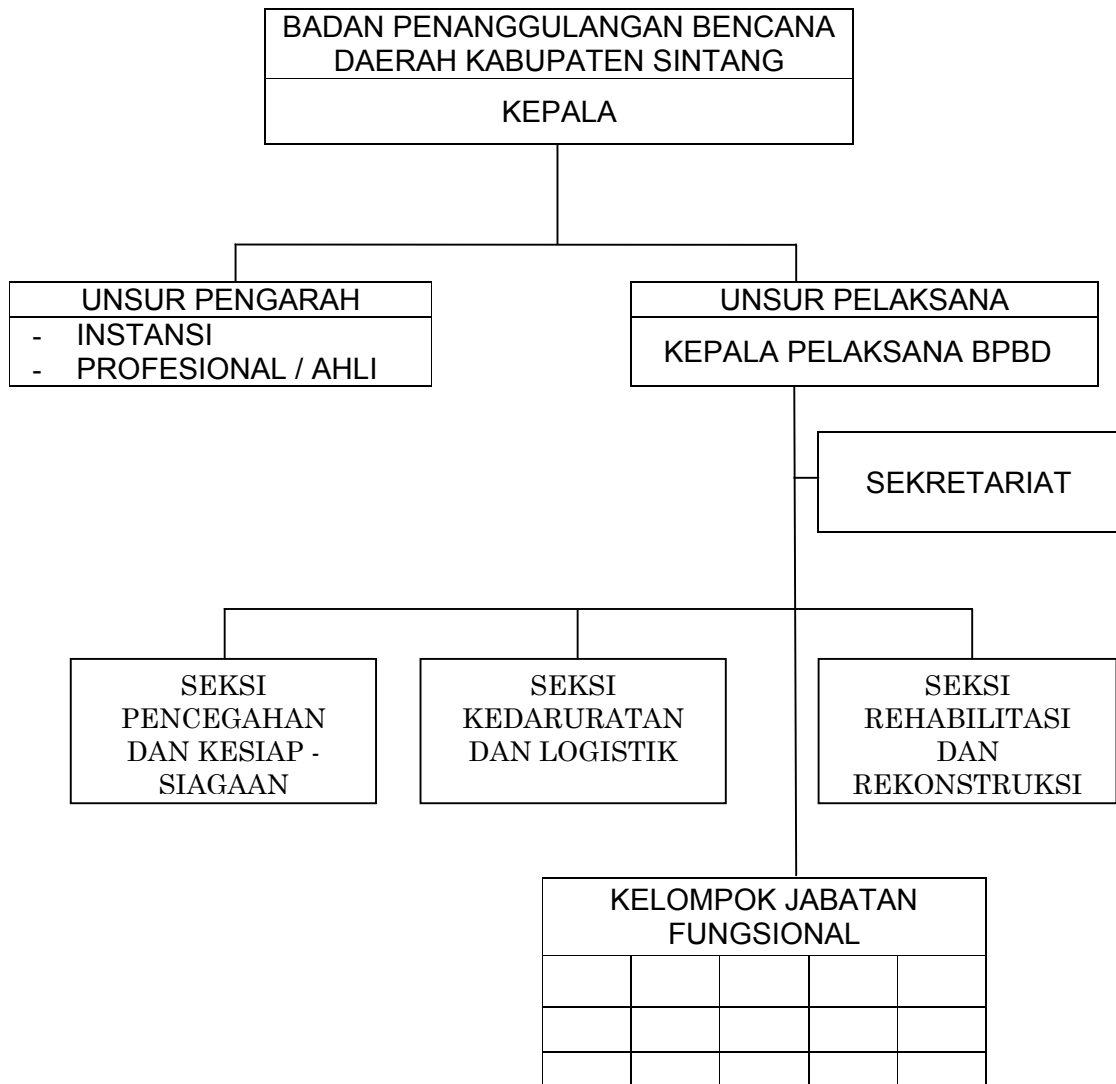 BADAN PENANGGULANGAN BENCANA
DAERAH KABUPATEN SINTANG
KEPALA
UNSUR PENGARAH
- INSTANSI
- PROFESIONAL / AHLI
UNSUR PELAKSANA
KEPALA PELAKSANA BPBD
SEKRETARIAT
SEKSI
PENCEGAHAN
DAN KESIAP -
SIAGAAN
SEKSI
KEDARURATAN
DAN LOGISTIK
SEKSI
REHABILITASI
DAN
REKONSTRUKSI
KELOMPOK JABATAN
FUNGSIONAL